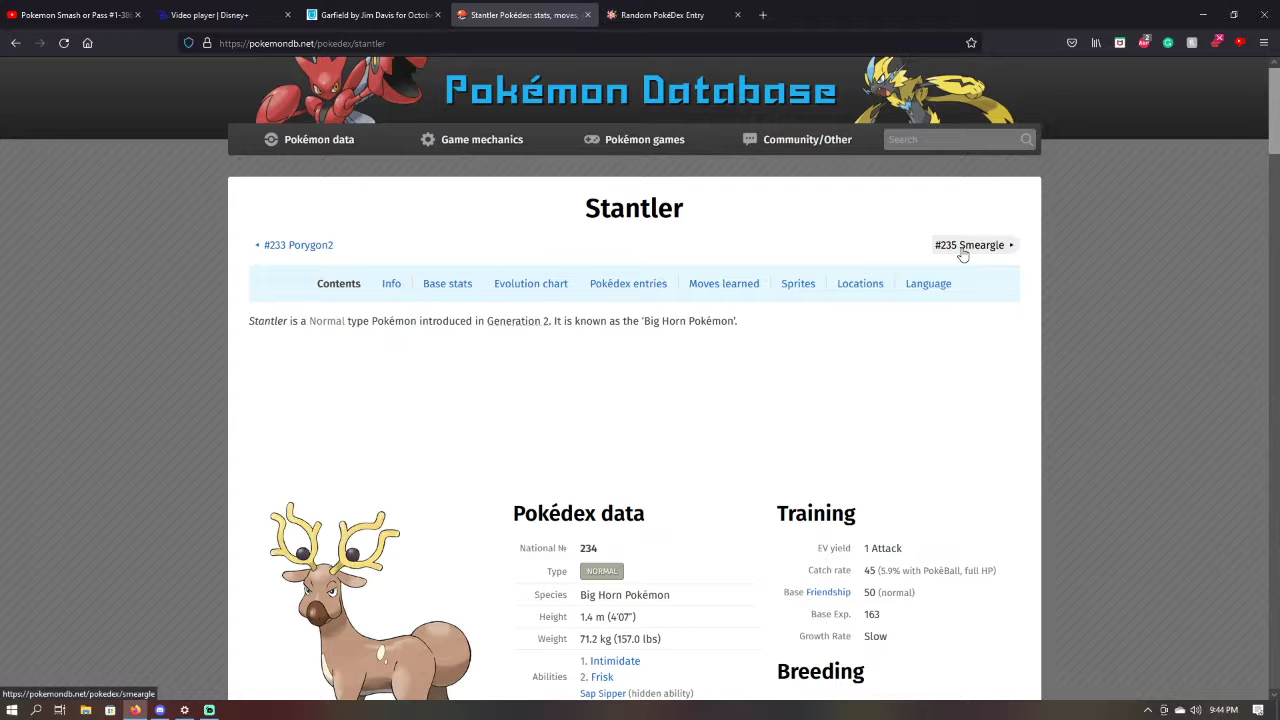 Pokemon Smash or Pass #1-38
Video player | Disney+
Garfield by Jim Davis for October
Stantler Pokédex: stats, moves,
Random PokéDex Entry
https://pokemondb.net/pokedex/stantler
Pokémon Database
Pokémon data
Game mechanics
Pokémon games
Community/Other
Search
Stantler
#233 Porygon2
#235 Smeargle
Contents
Info
Base stats
Evolution chart
Pokédex entries
Moves learned
Sprites
Locations
Language
Stantler is a Normal type Pokémon introduced in Generation 2. It is known as the ‘Big Horn Pokémon’.
Pokédex data
National № 234
Type NORMAL
Species Big Horn Pokémon
Height 1.4 m (4′07″)
Weight 71.2 kg (157.0 lbs)
Abilities 1. Intimidate
2. Frisk
Sap Sipper (hidden ability)
Training
EV yield 1 Attack
Catch rate 45 (5.9% with PokéBall, full HP)
Base Friendship 50 (normal)
Base Exp. 163
Growth Rate Slow
Breeding
https://pokemondb.net/pokedex/smeargle
9:44 PM